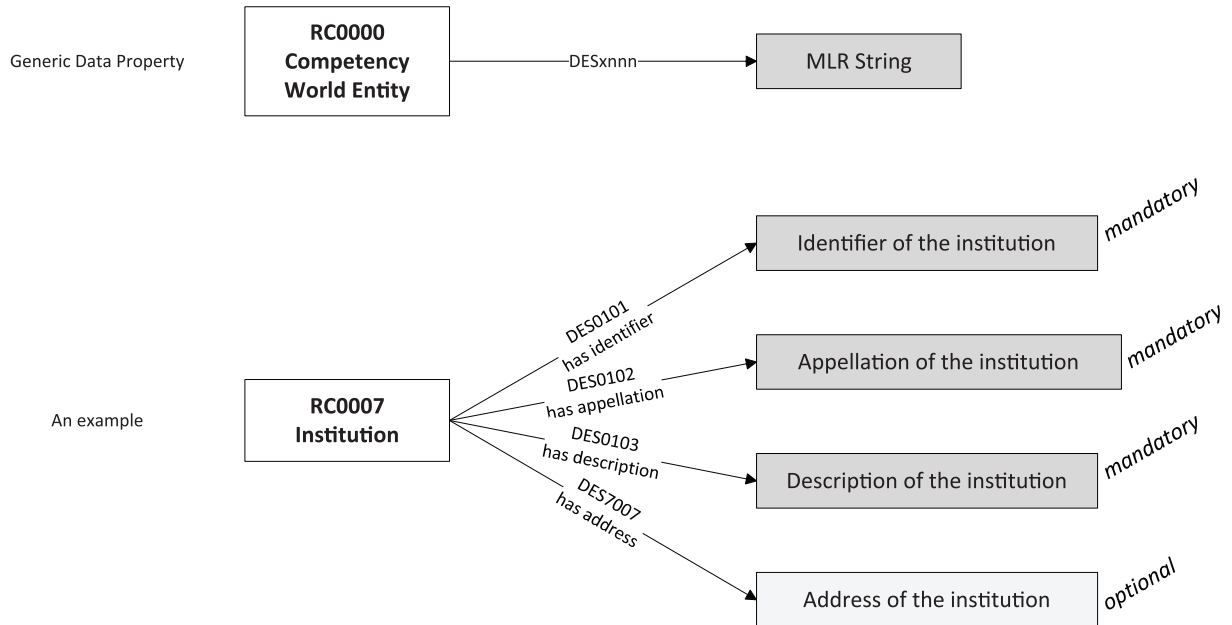 Generic Data Property
RC0000
Competency
World Entity
DESxnnn
MLR String
mandatory
Identifier of the institution
DES0101
has identifier
mandatory
Appellation of the institution
DES0102
has appellation
An example
RC0007
Institution
DES0103
has description
mandatory
Description of the institution
DES7007
has address
optional
Address of the institution